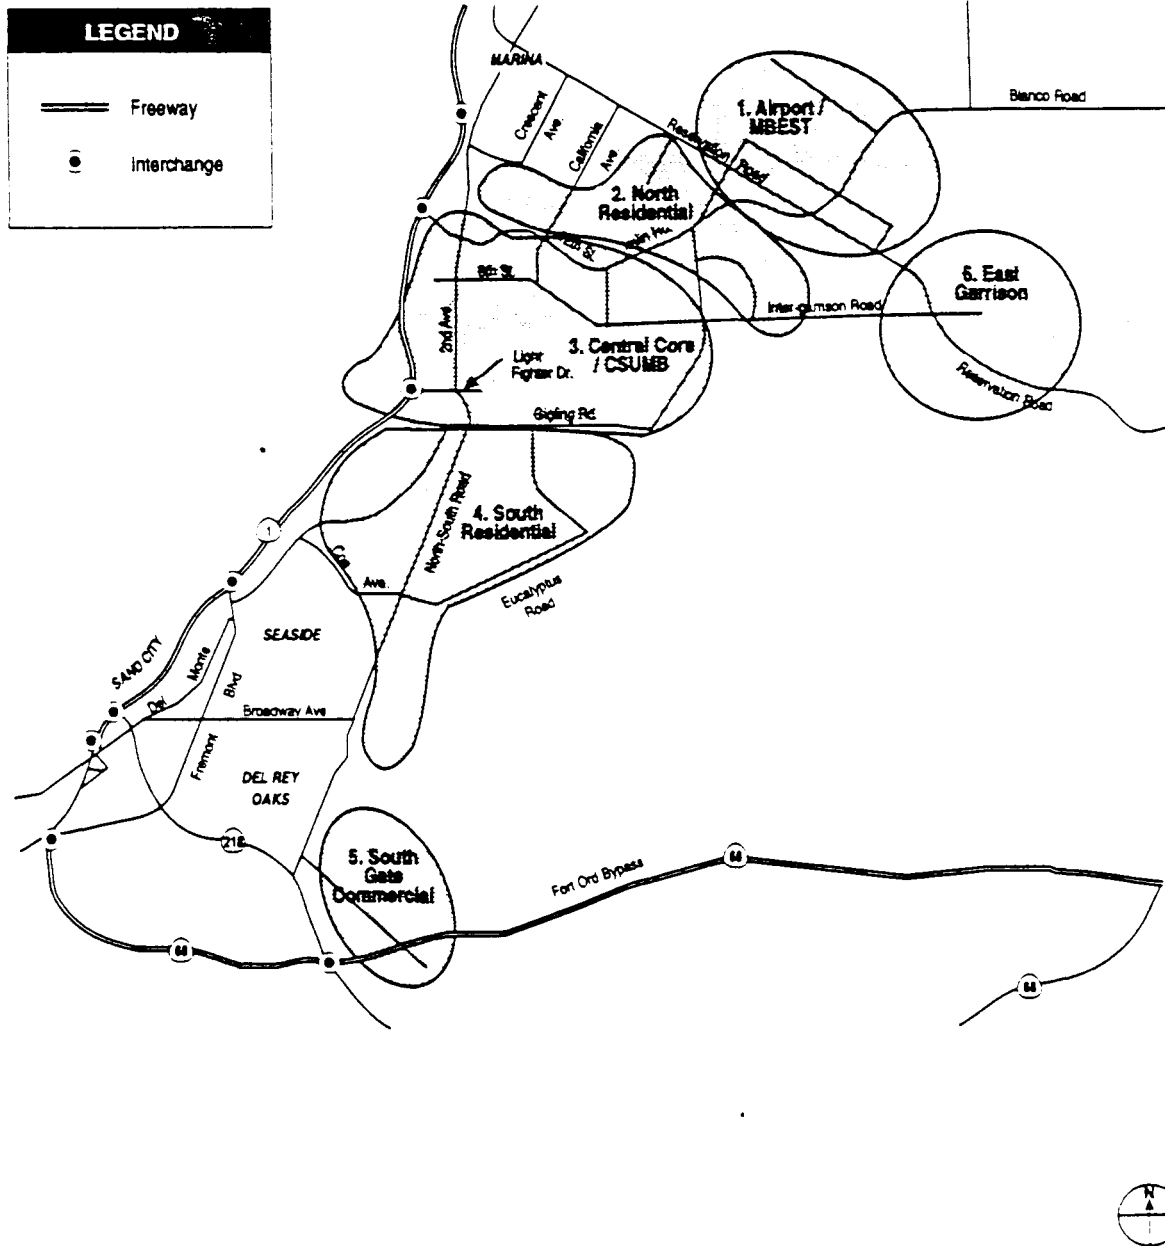 LEGEND
Freeway
Interchange
MARINA
Crescent
Ave.
California
Ave.
Reservation Road
1. Airport /
MBEST
Blanco Road
2. North
Residential
8th St.
2nd Ave.
Light
Fighter Dr.
3. Central Core
/ CSUMB
Inter-garrison Road
6. East
Garrison
Reservation Road
Gigling Rd.
North-South Road
4. South
Residential
1
Coe
Ave.
Eucalyptus
Road
SEASIDE
SAND CITY
Del Monte
Blvd
Broadway Ave
Fremont
DEL REY
OAKS
218
5. South
Gate
Commercial
Fort Ord Bypass
68
68
68
N